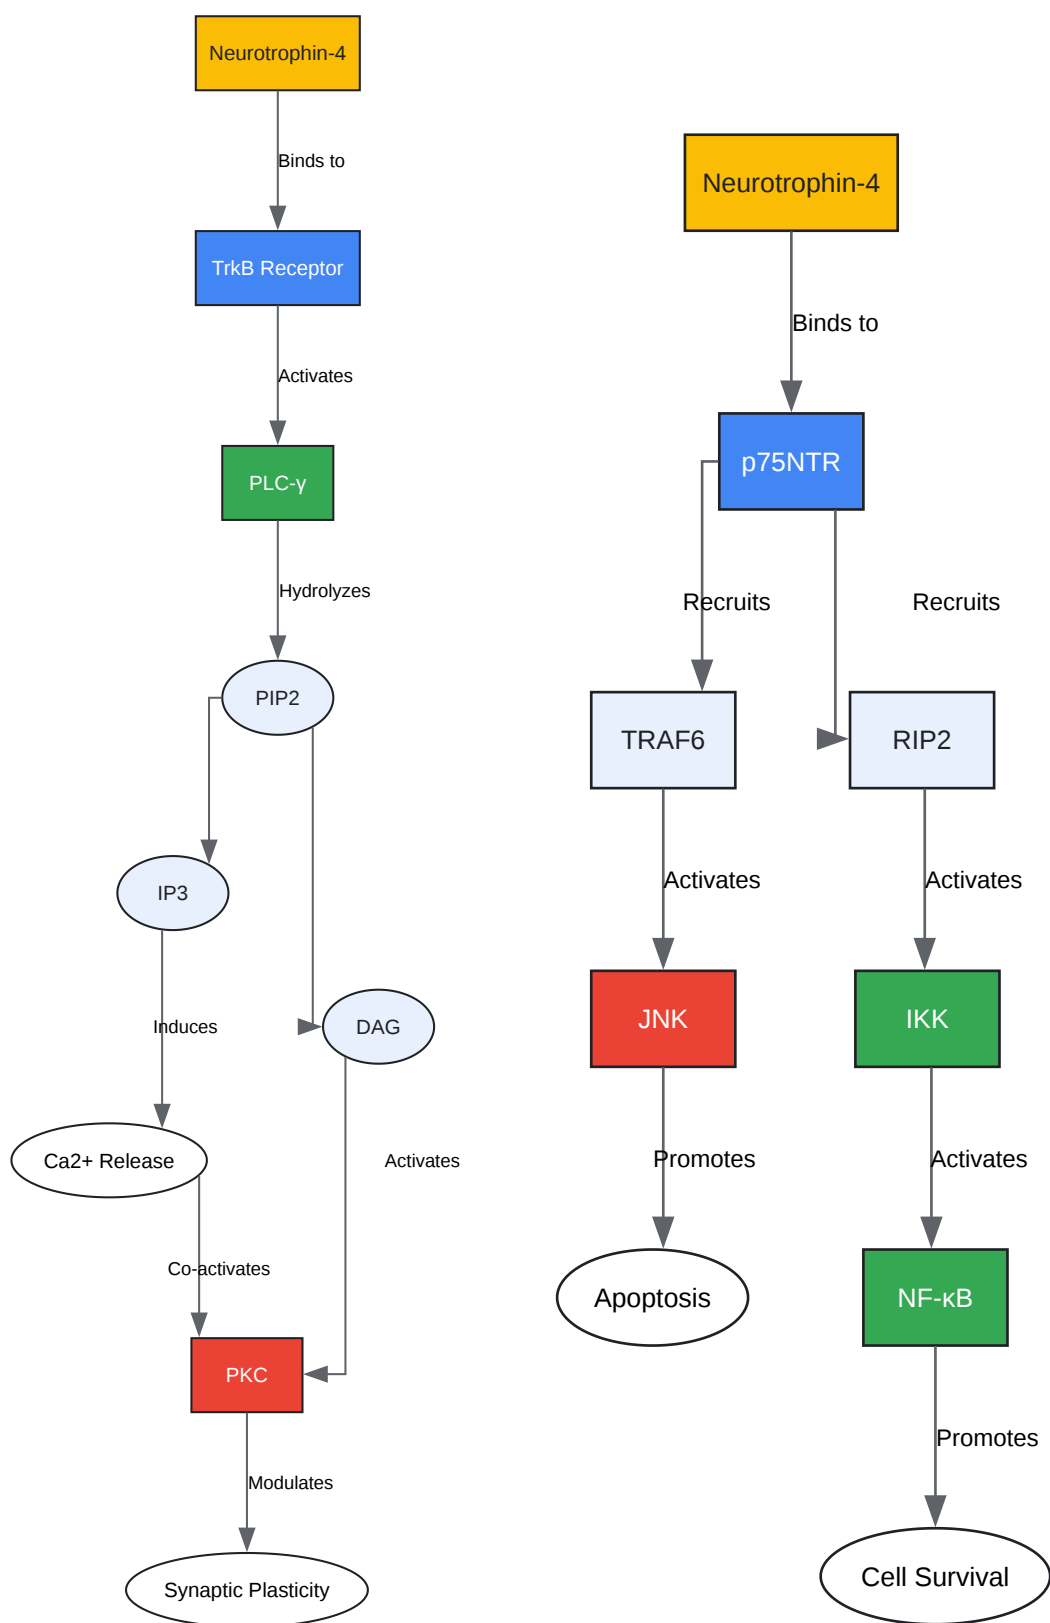 Neurotrophin-4
Binds to
TrkB Receptor
Activates
PLC-γ
Hydrolyzes
PIP2
IP3
Induces
DAG
Ca2+ Release
Activates
Co-activates
PKC
Modulates
Synaptic Plasticity
Neurotrophin-4
Binds to
p75NTR
Recruits
Recruits
TRAF6
RIP2
Activates
Activates
JNK
IKK
Promotes
Activates
Apoptosis
NF-κB
Promotes
Cell Survival